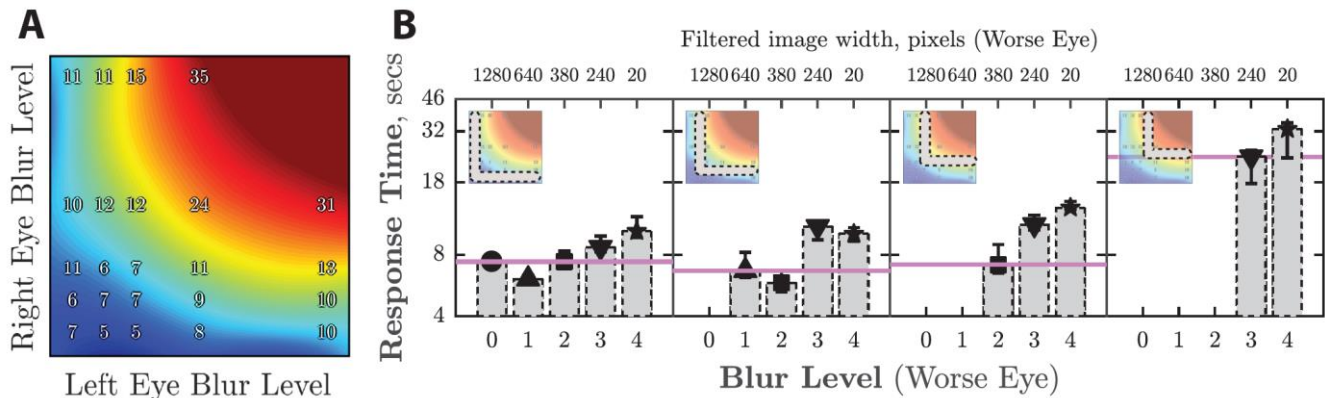 A
Right Eye Blur Level
11 11 15 35
10 12 12 24 31
11 6 7 11 13
6 7 7 9 10
7 5 5 8 10
Left Eye Blur Level
B
Filtered image width, pixels (Worse Eye)
1280 640 380 240 20 1280 640 380 240 20 1280 640 380 240 20 1280 640 380 240 20
Response Time, secs
46
32
18
8
4
0 1 2 3 4 0 1 2 3 4 0 1 2 3 4 0 1 2 3 4
Blur Level (Worse Eye)